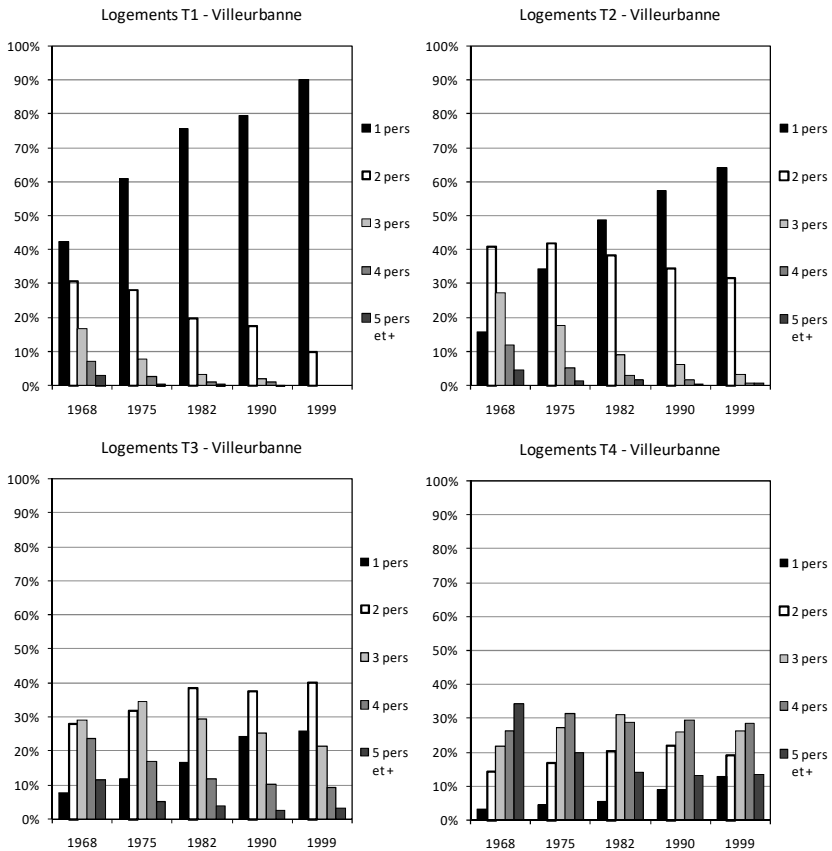 Logements T1 - Villeurbanne
100%
90%
80%
70%
60%
50%
40%
30%
20%
10%
0%
1968 1975 1982 1990 1999
1 pers
2 pers
3 pers
4 pers
5 pers
et+
Logements T2 - Villeurbanne
100%
90%
80%
70%
60%
50%
40%
30%
20%
10%
0%
1968 1975 1982 1990 1999
1 pers
2 pers
3 pers
4 pers
5 pers
et+
Logements T3 - Villeurbanne
100%
90%
80%
70%
60%
50%
40%
30%
20%
10%
0%
1968 1975 1982 1990 1999
1 pers
2 pers
3 pers
4 pers
5 pers
et+
Logements T4 - Villeurbanne
100%
90%
80%
70%
60%
50%
40%
30%
20%
10%
0%
1968 1975 1982 1990 1999
1 pers
2 pers
3 pers
4 pers
5 pers
et+